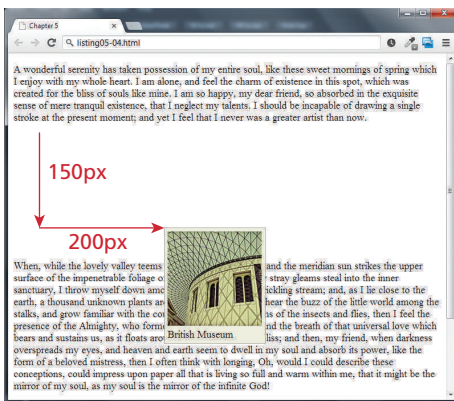 Chapter 5
listing05-04.html
A wonderful serenity has taken possession of my entire soul, like these sweet mornings of spring which
I enjoy with my whole heart. I am alone, and feel the charm of existence in this spot, which was
created for the bliss of souls like mine. I am so happy, my dear friend, so absorbed in the exquisite
sense of mere tranquil existence, that I neglect my talents. I should be incapable of drawing a single
stroke at the present moment; and yet I feel that I never was a greater artist than now.
150px
200px
When, while the lovely valley teems and the meridian sun strikes the upper
surface of the impenetrable foliage o stray gleams steal into the inner
sanctuary, I throw myself down amo rickling stream; and, as I lie close to the
earth, a thousand unknown plants ar hear the buzz of the little world among the
stalks, and grow familiar with the cou ns of the insects and flies, then I feel the
presence of the Almighty, who forme nd the breath of that universal love which
bears and sustains us, as it floats arou liss; and then, my friend, when darkness
British Museum
overspreads my eyes, and heaven and earth seem to dwell in my soul and absorb its power, like the
form of a beloved mistress, then I often think with longing, Oh, would I could describe these
conceptions, could impress upon paper all that is living so full and warm within me, that it might be the
mirror of my soul, as my soul is the mirror of the infinite God!